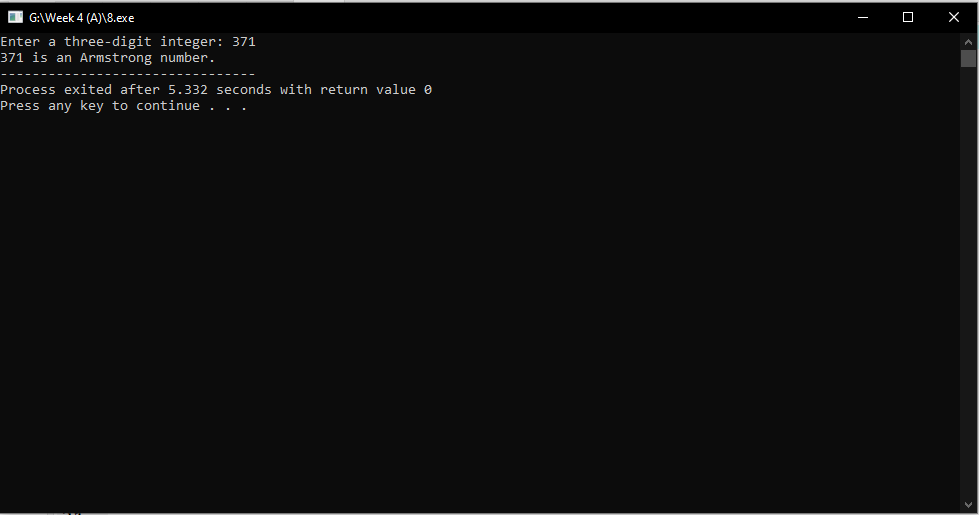 G:\Week 4 (A)\8.exe
Enter a three-digit integer: 371
371 is an Armstrong number.
--------------------------------
Process exited after 5.332 seconds with return value 0
Press any key to continue . . .